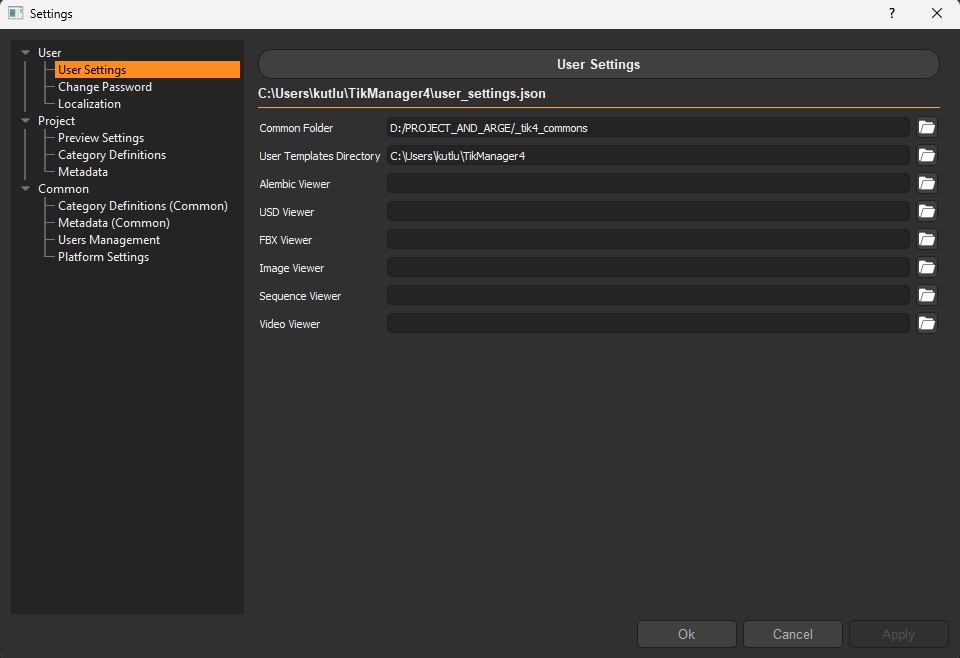 Settings
?
User
User Settings
Change Password
Localization
Project
Preview Settings
Category Definitions
Metadata
Common
Category Definitions (Common)
Metadata (Common)
Users Management
Platform Settings
User Settings
C:\Users\kutlu\TikManager4\user_settings.json
Common Folder D:/PROJECT_AND_ARGE/_tik4_commons
User Templates Directory C:\Users\kutlu\TikManager4
Alembic Viewer
USD Viewer
FBX Viewer
Image Viewer
Sequence Viewer
Video Viewer
Ok Cancel Apply